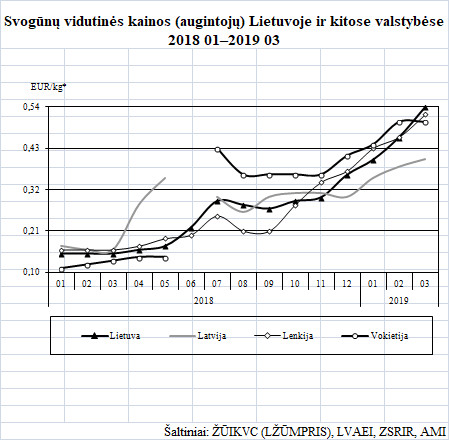 Svogūnų vidutinės kainos (augintojų) Lietuvoje ir kitose valstybėse
2018 01–2019 03
EUR/kg*
0,54
0,43
0,32
0,21
0,10
01 02 03 04 05 06 07 08 09 10 11 12 01 02 03
2018 2019
Lietuva Latvija Lenkija Vokietija
Šaltiniai: ŽŪIKVC (LŽŪMPRIS), LVAEI, ZSRIR, AMI